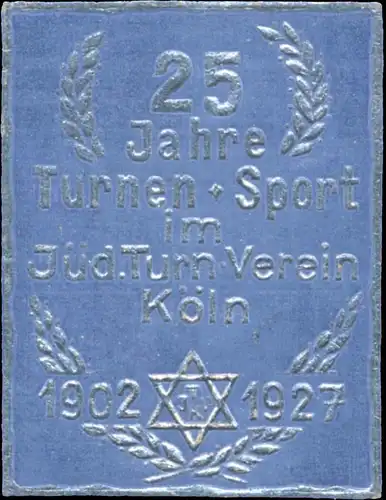 25
Jahre
Turnen + Sport
im
Jüd. Turn-Verein
Köln
1902 1927